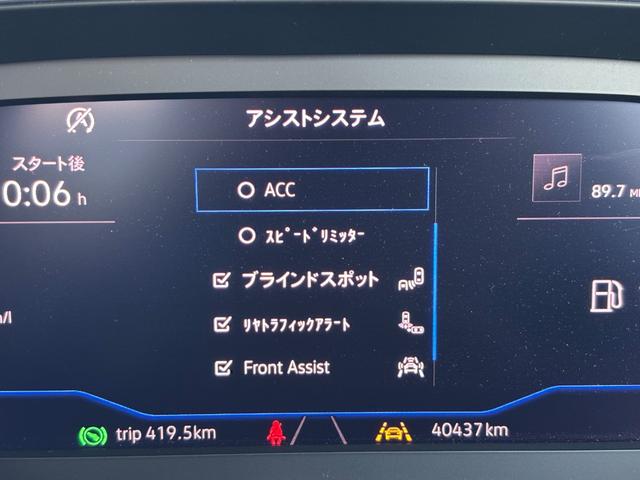 アシストシステム
スタート後
0:06 h
ACC
ｽﾋﾟｰﾄﾞﾘﾐｯﾀｰ
ブラインドスポット
ﾘﾔﾄﾗﾌｨｯｸｱﾗｰﾄ
Front Assist
89.7
trip 419.5km
40437km